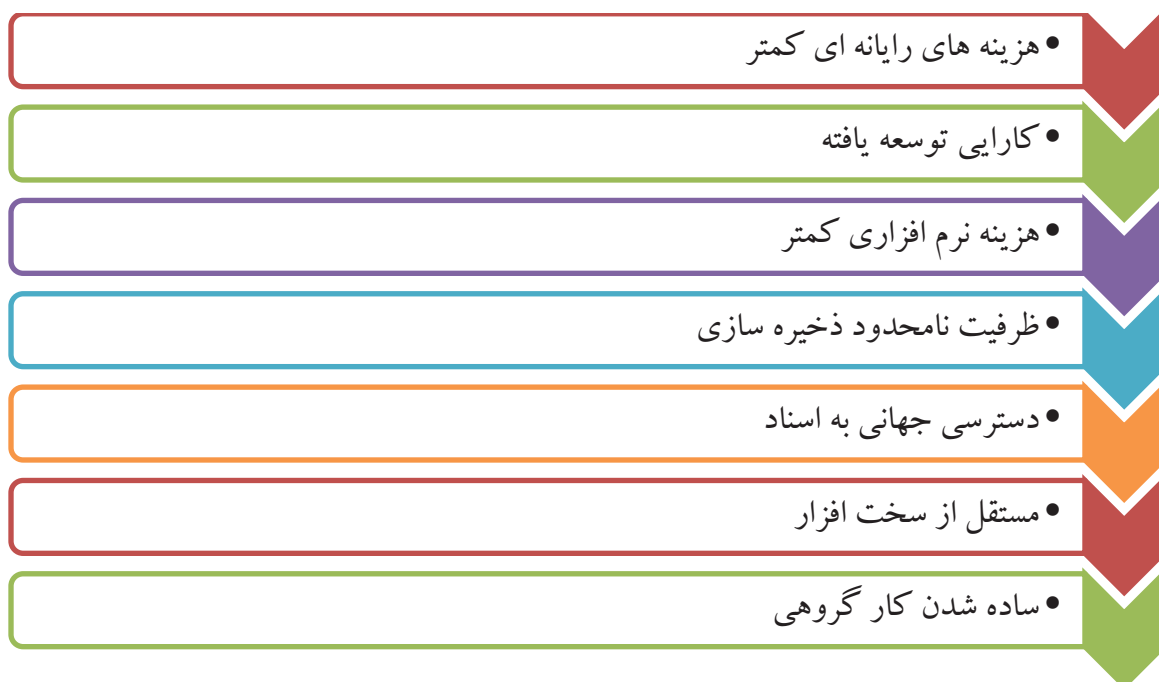 • هزینه های رایانه ای کمتر
• کارایی توسعه یافته
• هزینه نرم افزاری کمتر
• ظرفیت نامحدود ذخیره سازی
• دسترسی جهانی به اسناد
• مستقل از سخت افزار
• ساده شدن کار گروهی